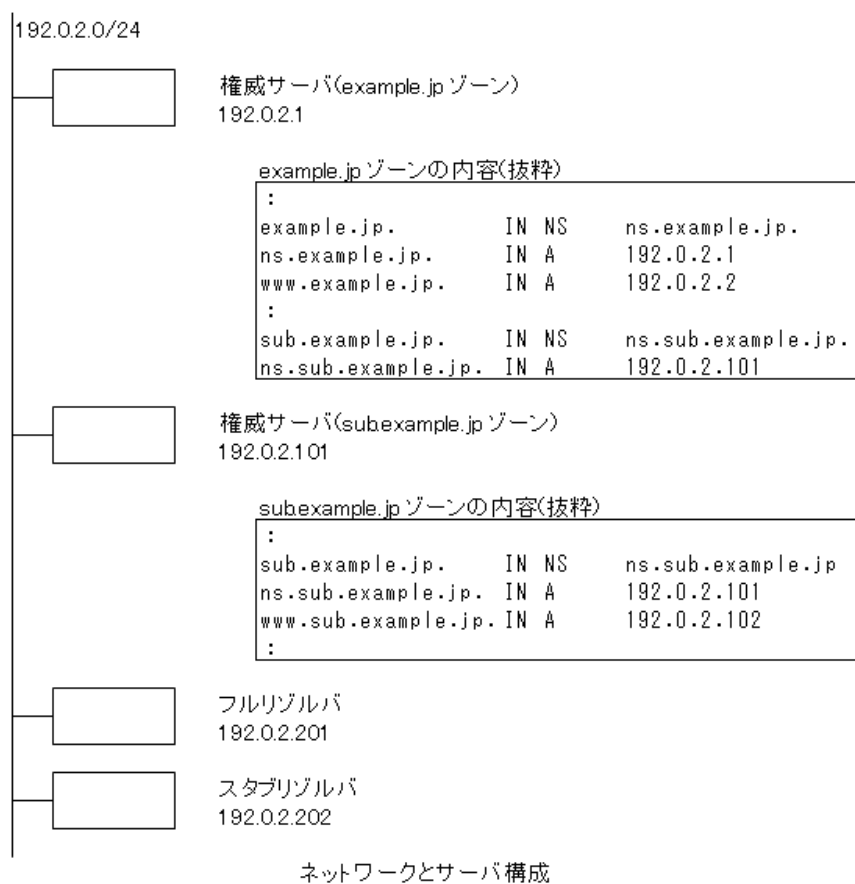 192.0.2.0/24
権威サーバ(example.jp ゾーン)
192.0.2.1
example.jp ゾーンの内容(抜粋)
:
example.jp. IN NS ns.example.jp.
ns.example.jp. IN A 192.0.2.1
www.example.jp. IN A 192.0.2.2
:
sub.example.jp. IN NS ns.sub.example.jp.
ns.sub.example.jp. IN A 192.0.2.101
権威サーバ(sub.example.jp ゾーン)
192.0.2.101
sub.example.jp ゾーンの内容(抜粋)
:
sub.example.jp. IN NS ns.sub.example.jp
ns.sub.example.jp. IN A 192.0.2.101
www.sub.example.jp. IN A 192.0.2.102
:
フルリゾルバ
192.0.2.201
スタブリゾルバ
192.0.2.202
ネットワークとサーバ構成